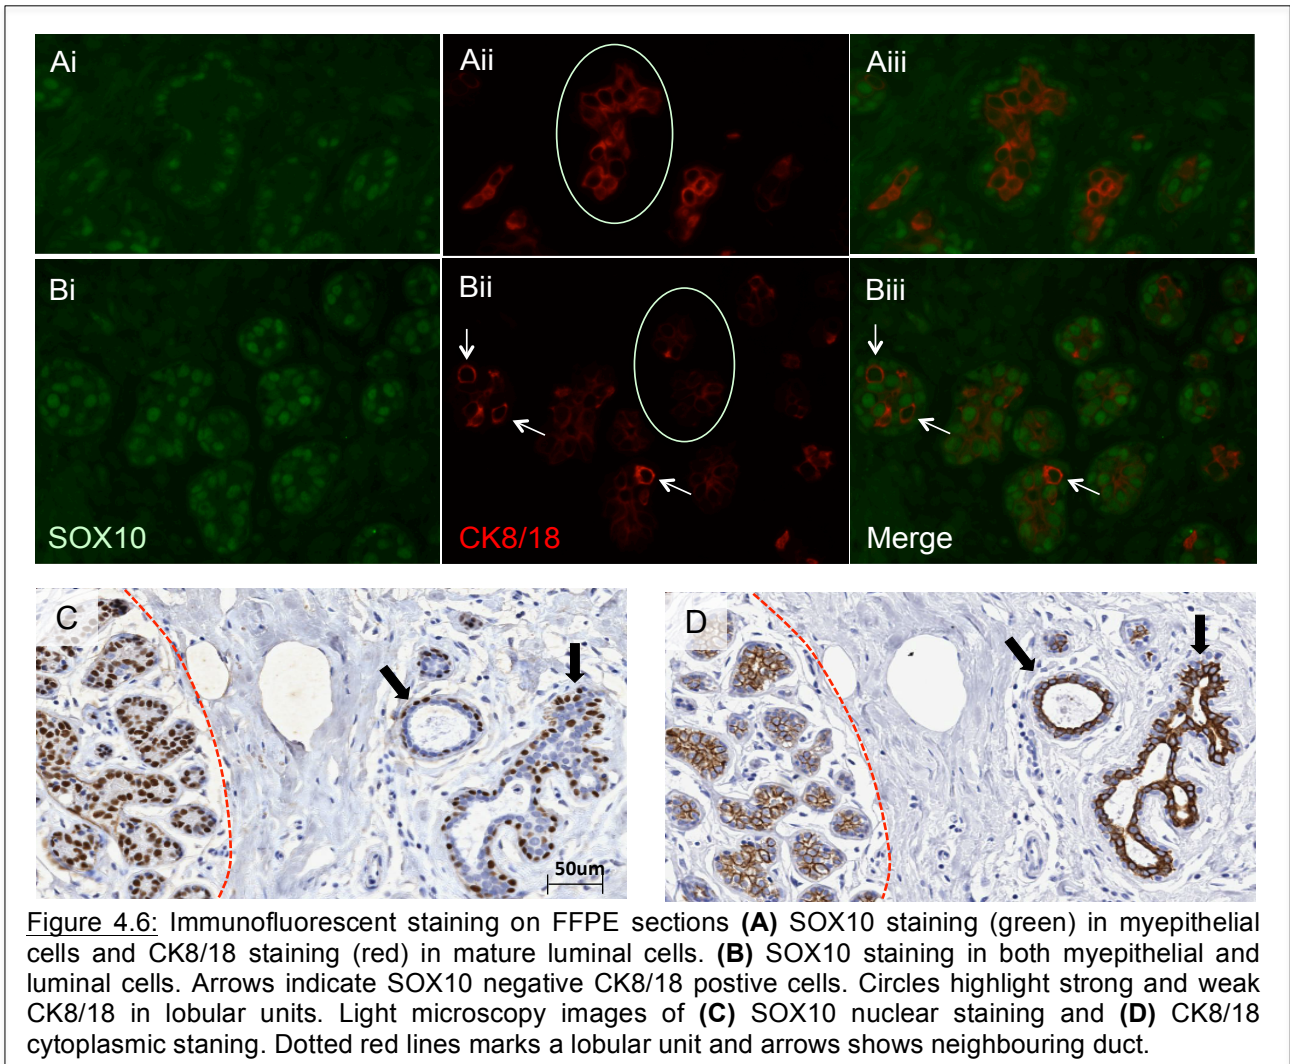 Ai
Aii
Aiii
Bi
Bii
Biii
SOX10
CK8/18
Merge
C
50um
D
Figure 4.6: Immunofluorescent staining on FFPE sections (A) SOX10 staining (green) in myepithelial
cells and CK8/18 staining (red) in mature luminal cells. (B) SOX10 staining in both myepithelial and
luminal cells. Arrows indicate SOX10 negative CK8/18 postive cells. Circles highlight strong and weak
CK8/18 in lobular units. Light microscopy images of (C) SOX10 nuclear staining and (D) CK8/18
cytoplasmic staning. Dotted red lines marks a lobular unit and arrows shows neighbouring duct.